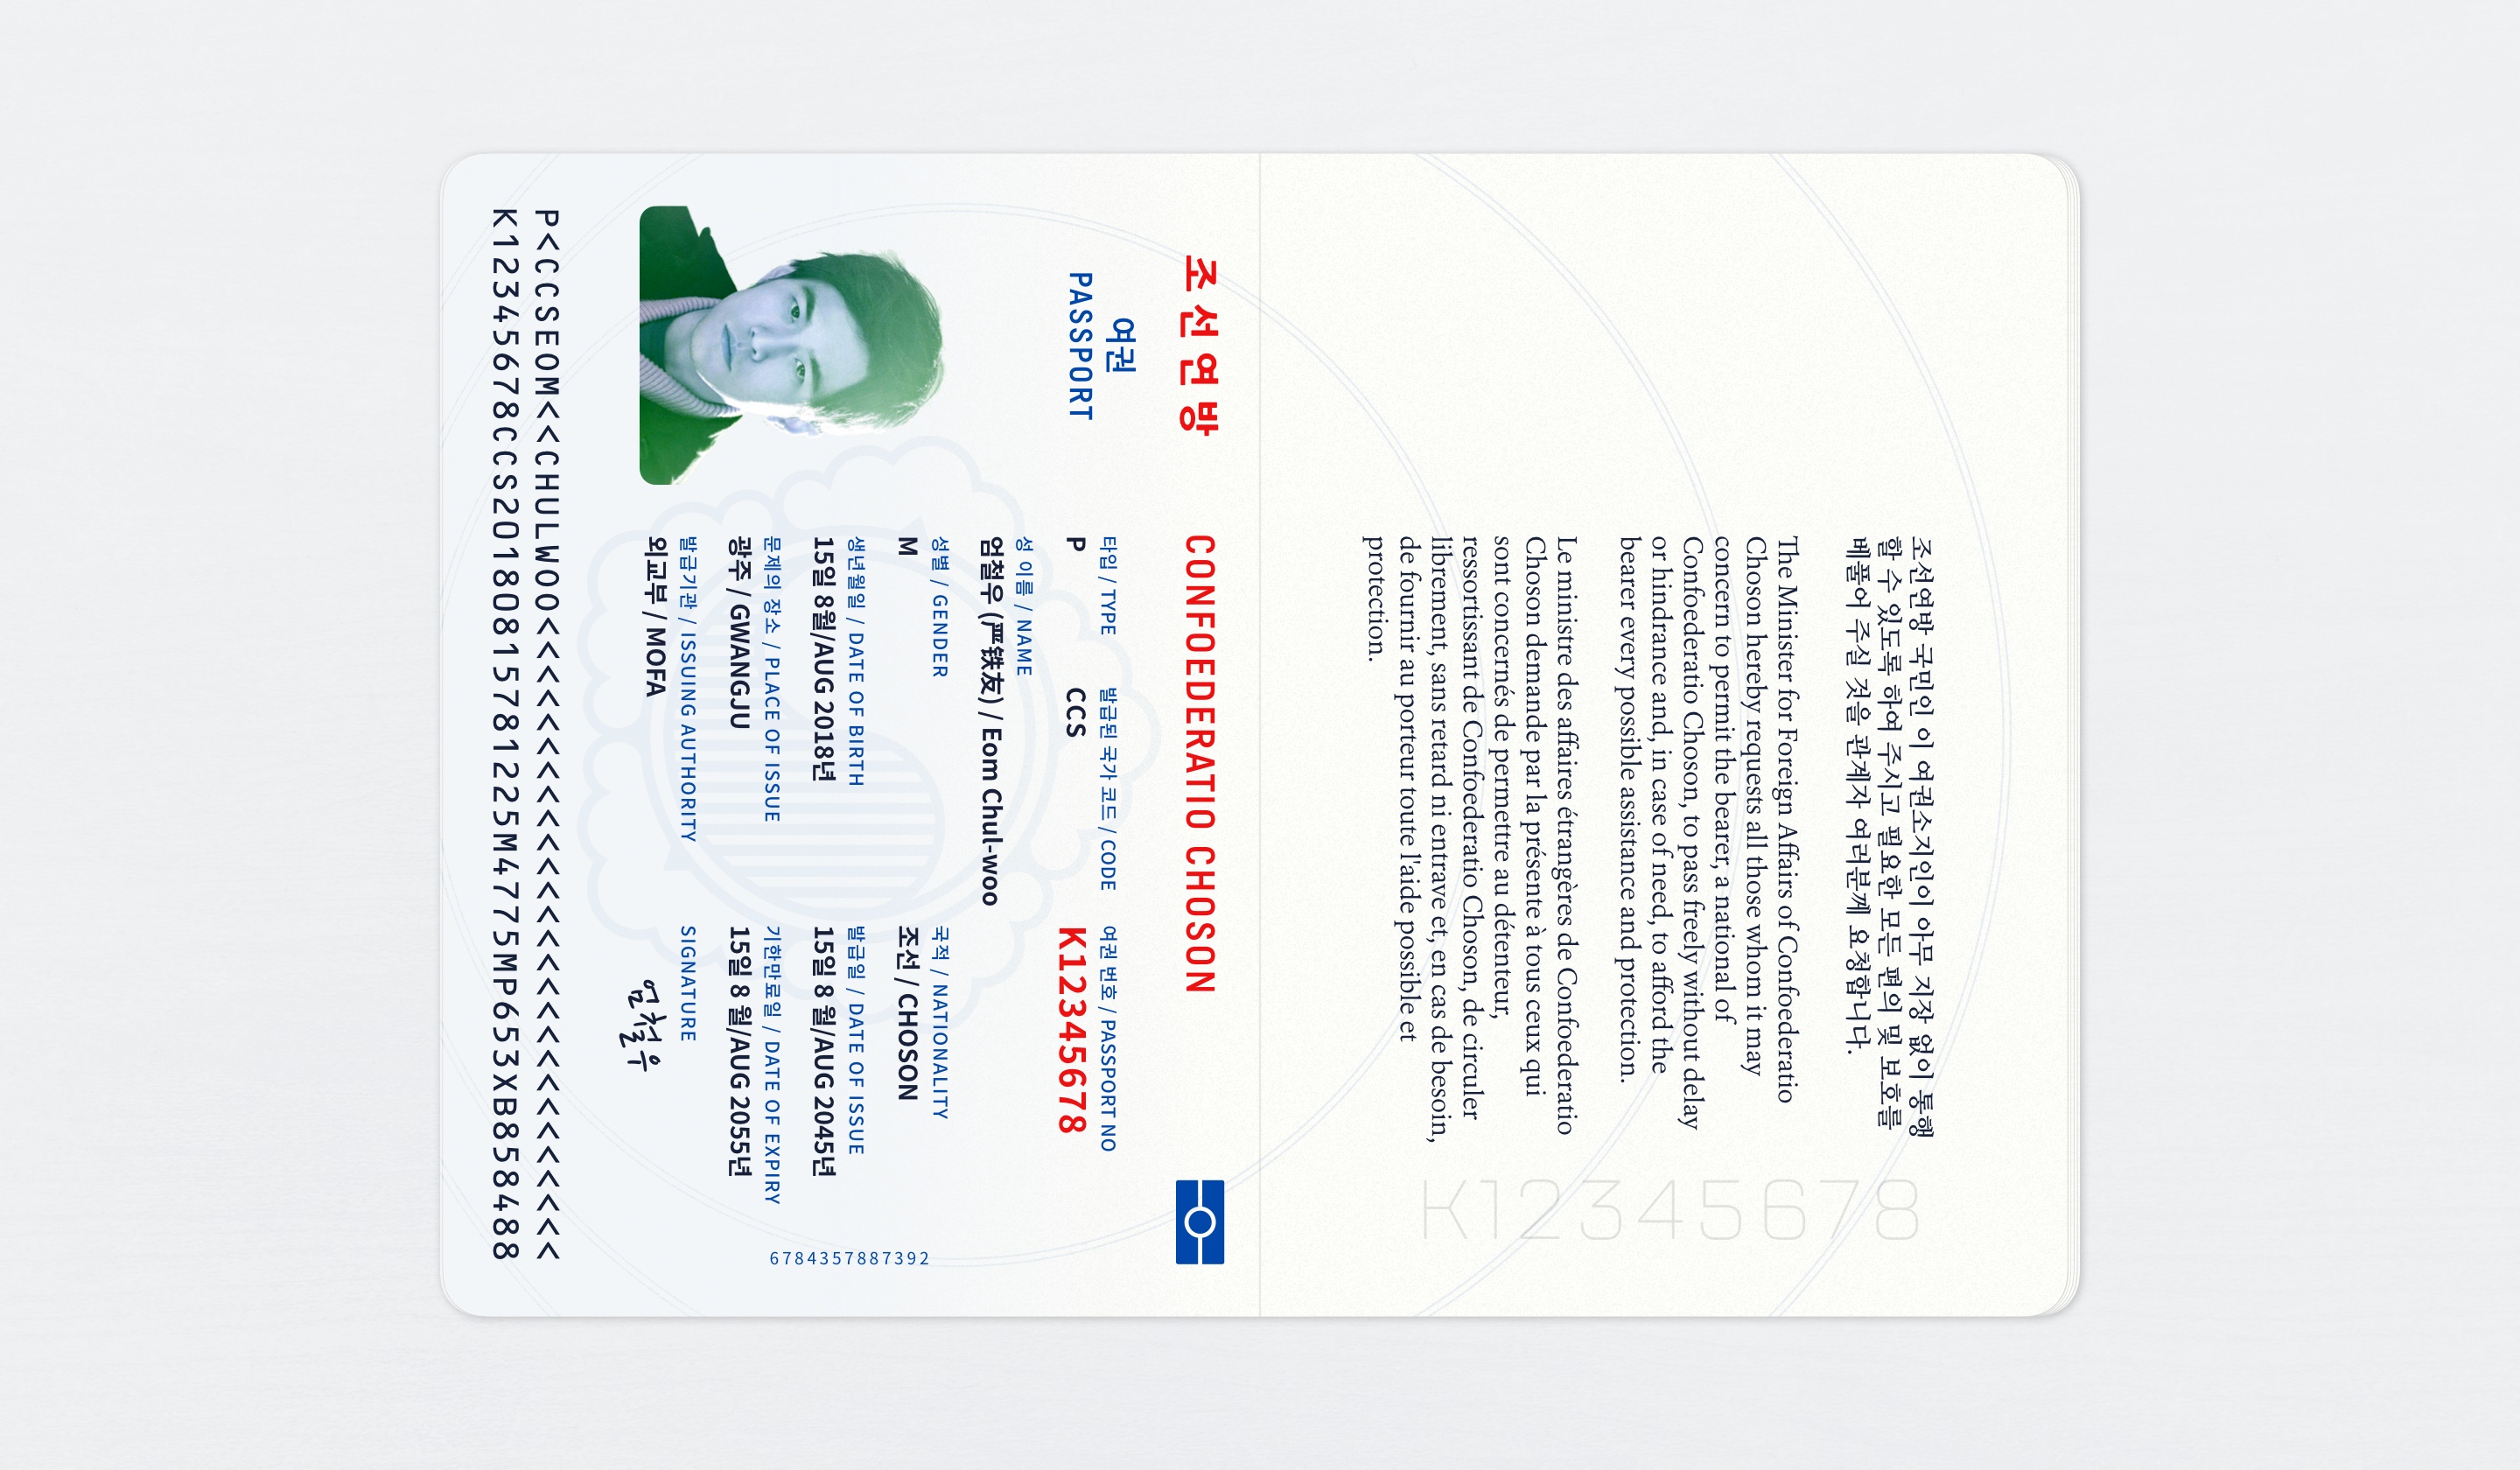 조선연방 국민인 이 여권소지인이 아무 지장 없이 통행
할 수 있도록 하여 주시고 필요한 모든 편의 및 보호를
베풀어 주실 것을 관계자 여러분께 요청합니다.
The Minister for Foreign Affairs of Confoederatio
Choson hereby requests all those whom it may
concern to permit the bearer, a national of
Confoederatio Choson, to pass freely without delay
or hindrance and, in case of need, to afford the
bearer every possible assistance and protection.
Le ministre des affaires étrangères de Confoederatio
Choson demande par la présente à tous ceux qui
sont concernés de permettre au détenteur,
ressortissant de Confoederatio Choson, de circuler
librement, sans retard ni entrave et, en cas de besoin,
de fournir au porteur toute l'aide possible et
protection.
K12345678
조선연방
CONFOEDERATIO CHOSON
여권
PASSPORT
타입 / TYPE
P
발급된 국가 코드 / CODE
CCS
여권 번호 / PASSPORT NO
K12345678
성 이름 / NAME
엄철우 (严铁友) / Eom Chul-woo
성별 / GENDER
M
국적 / NATIONALITY
조선 / CHOSON
생년월일 / DATE OF BIRTH
15일 8월/AUG 2018년
발급일 / DATE OF ISSUE
15일 8 월/AUG 2045년
문제의 장소 / PLACE OF ISSUE
광주 / GWANGJU
기한만료일 / DATE OF EXPIRY
15일 8 월/AUG 2055년
발급기관 / ISSUING AUTHORITY
외교부 / MOFA
SIGNATURE
엄철우
6784357887392
P<CCSEOM<<CHULWOO<<<<<<<<<<<<<<<<<<<<<<<<<<<
K12345678CCS20180815781225M4775MP653XB858488